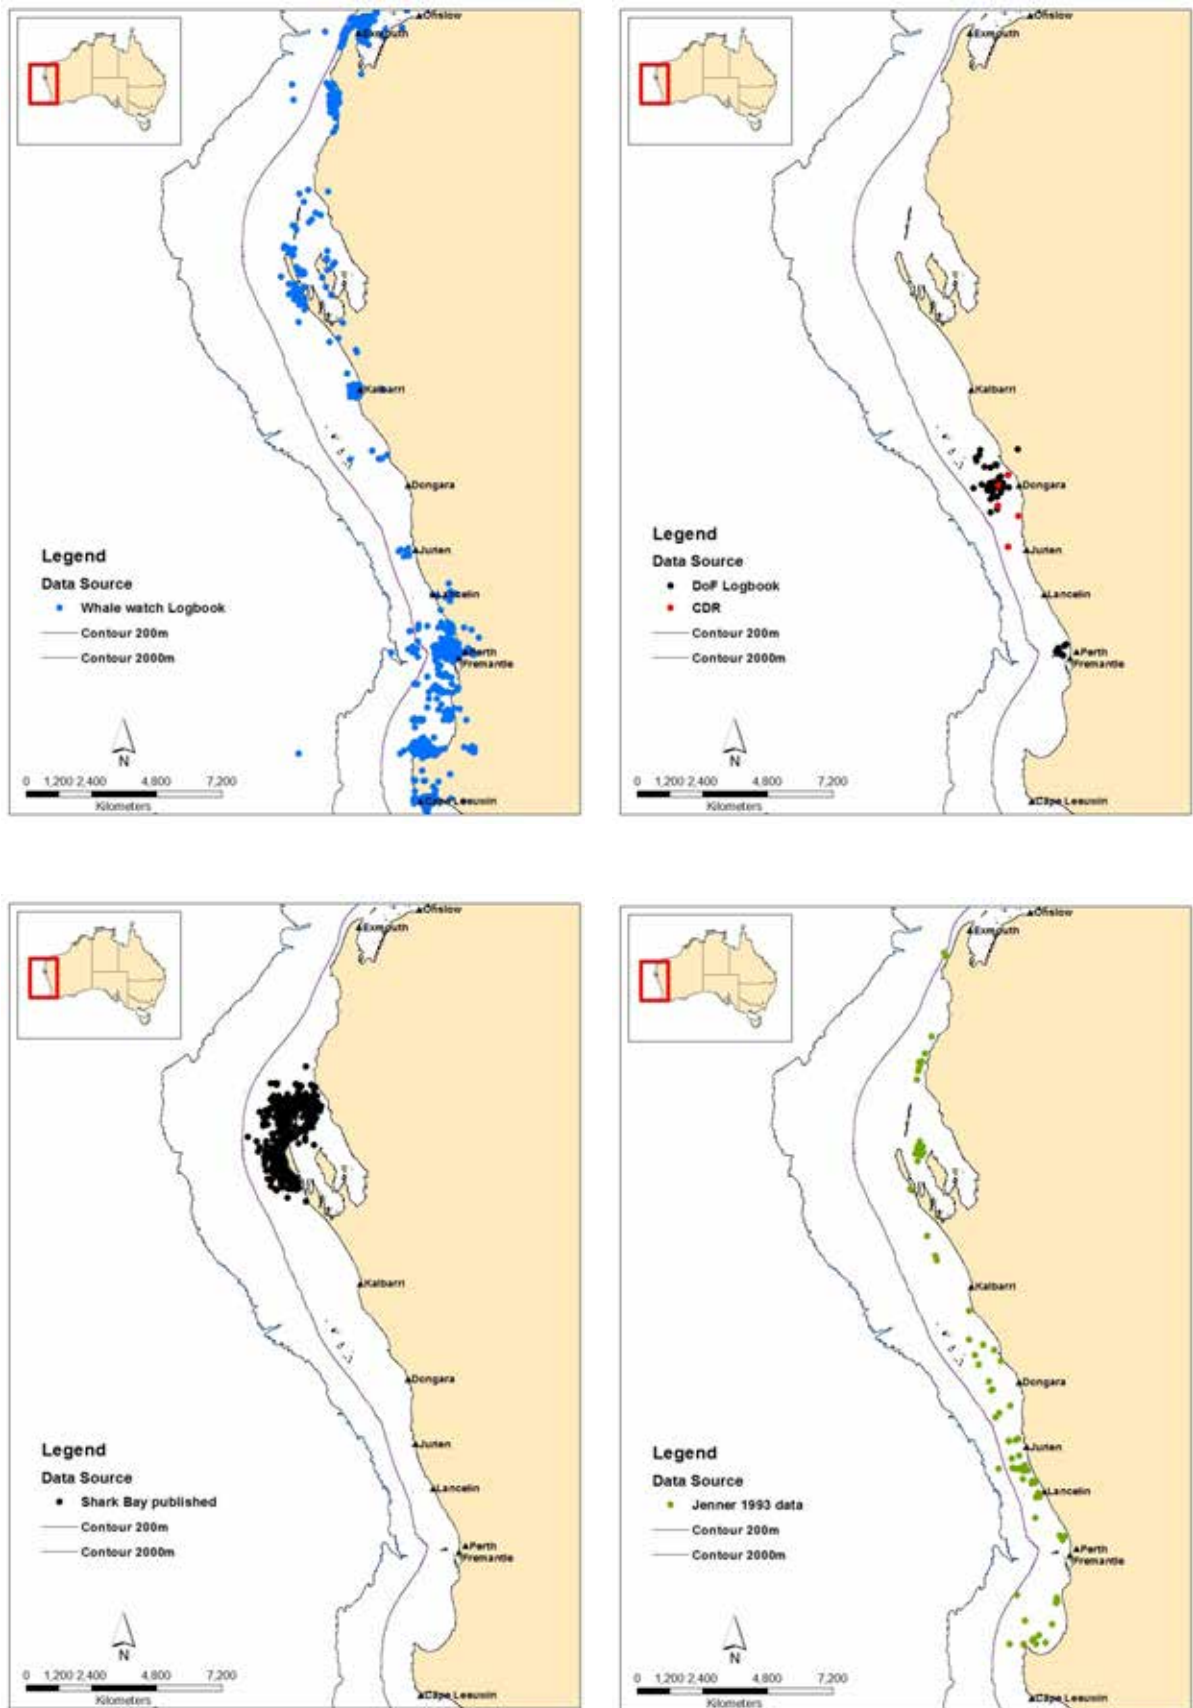 Onslow
Exmouth
Kalbarri
Dongara
Jurien
Lancelin
Perth
Fremantle
Cape Leeuwin
Legend
Data Source
Whale watch Logbook
Contour 200m
Contour 2000m
N
0 1,200 2,400 4,800 7,200
Kilometers
Onslow
Exmouth
Kalbarri
Dongara
Jurien
Lancelin
Perth
Fremantle
Cape Leeuwin
Legend
Data Source
DoF Logbook
CDR
Contour 200m
Contour 2000m
N
0 1,200 2,400 4,800 7,200
Kilometers
Onslow
Exmouth
Kalbarri
Dongara
Jurien
Lancelin
Perth
Fremantle
Cape Leeuwin
Legend
Data Source
Shark Bay published
Contour 200m
Contour 2000m
N
0 1,200 2,400 4,800 7,200
Kilometers
Onslow
Exmouth
Kalbarri
Dongara
Jurien
Lancelin
Perth
Fremantle
Cape Leeuwin
Legend
Data Source
Jenner 1993 data
Contour 200m
Contour 2000m
N
0 1,200 2,400 4,800 7,200
Kilometers